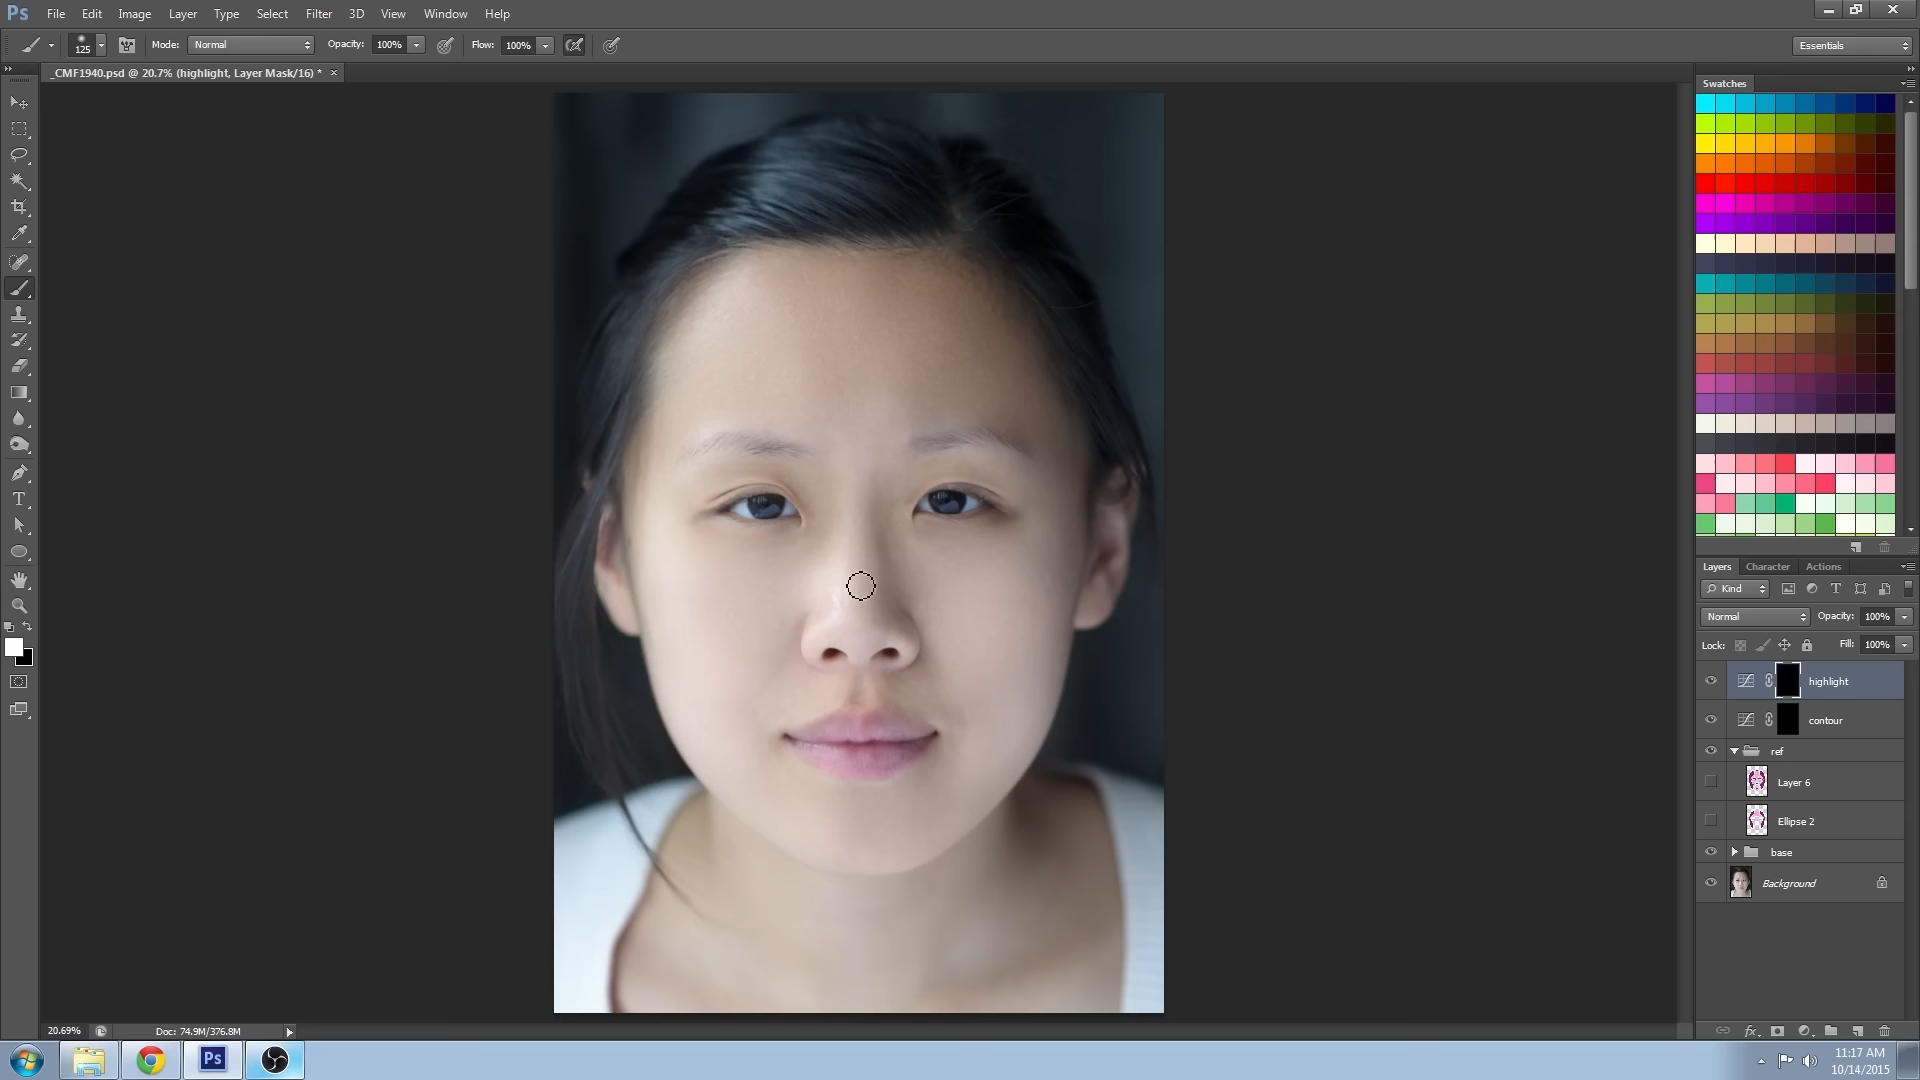 Ps File Edit Image Layer Type Select Filter 3D View Window Help
125 Mode: Normal Opacity: 100% Flow: 100% Essentials
_CMF1940.psd @ 20.7% (highlight, Layer Mask/16) * ×
Swatches
Layers Character Actions
Kind
Normal Opacity: 100%
Lock: Fill: 100%
highlight
contour
ref
Layer 6
Ellipse 2
base
Background
20.69% Doc: 74.9M/376.8M
Ps
11:17 AM
10/14/2015